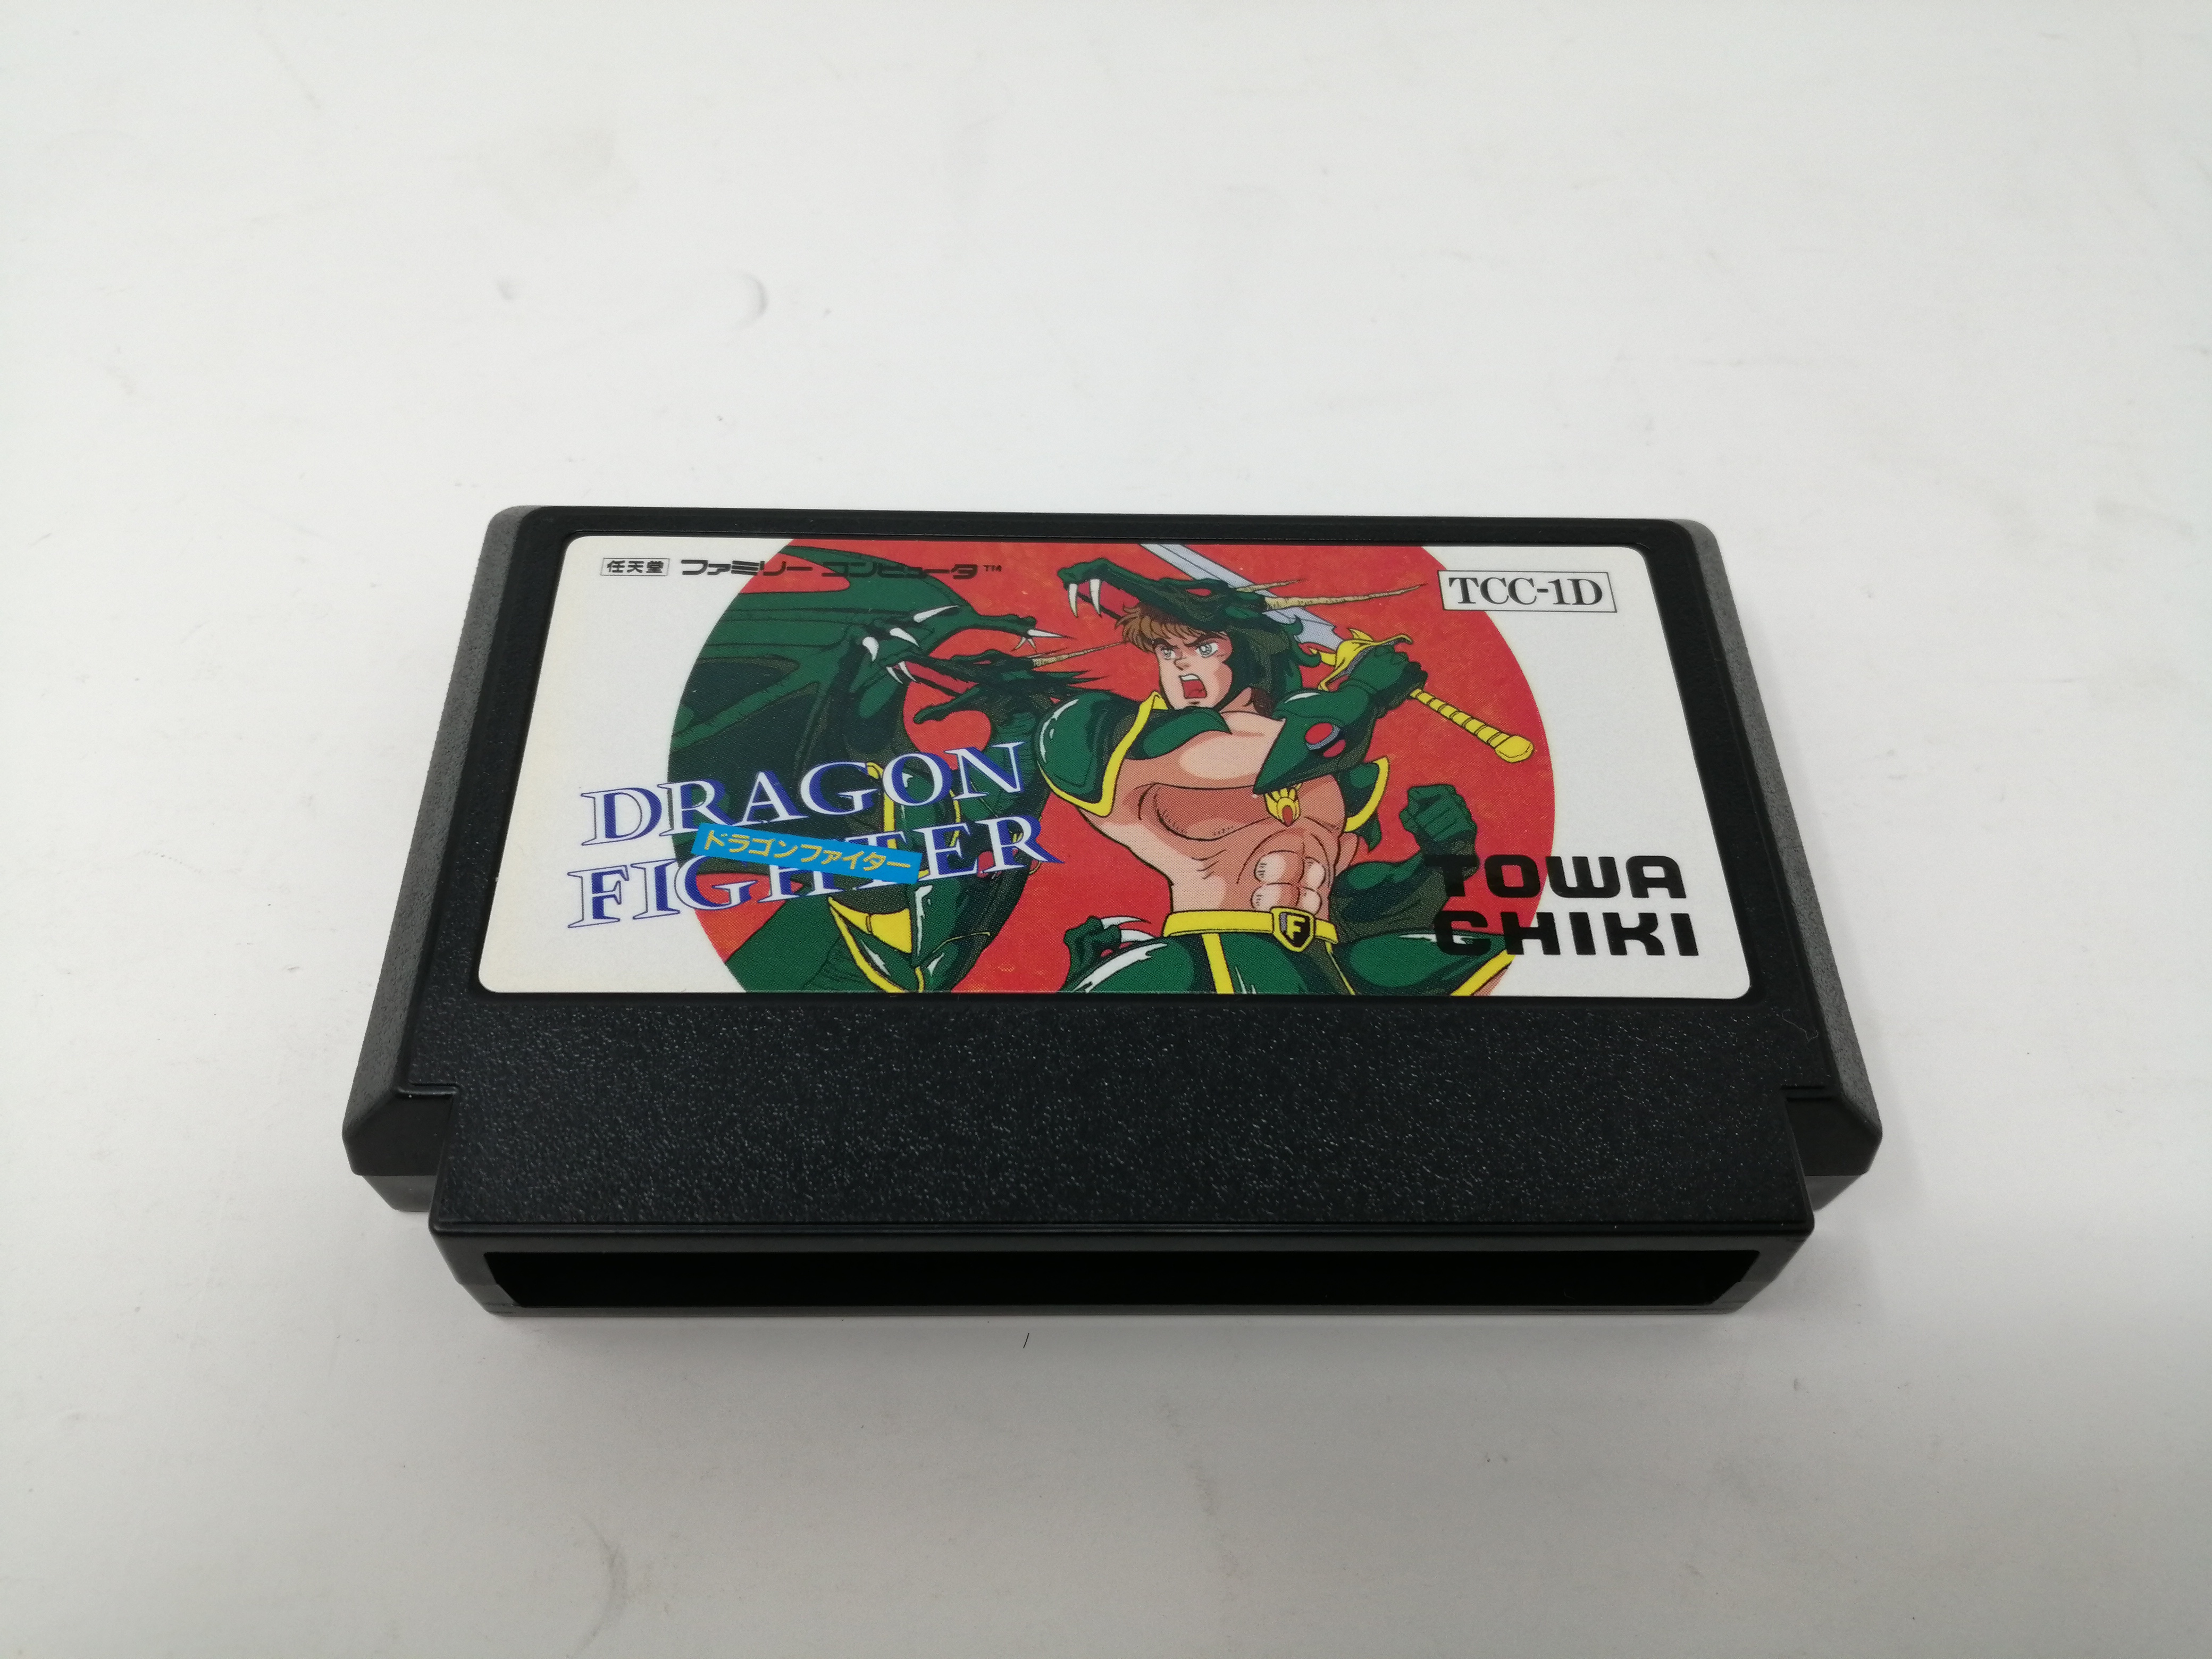 任天堂 ファミリー コンピュータ™
TCC-1D
DRAGON
ドラゴンファイター
FIGHTER
TOWA
CHIKI
F